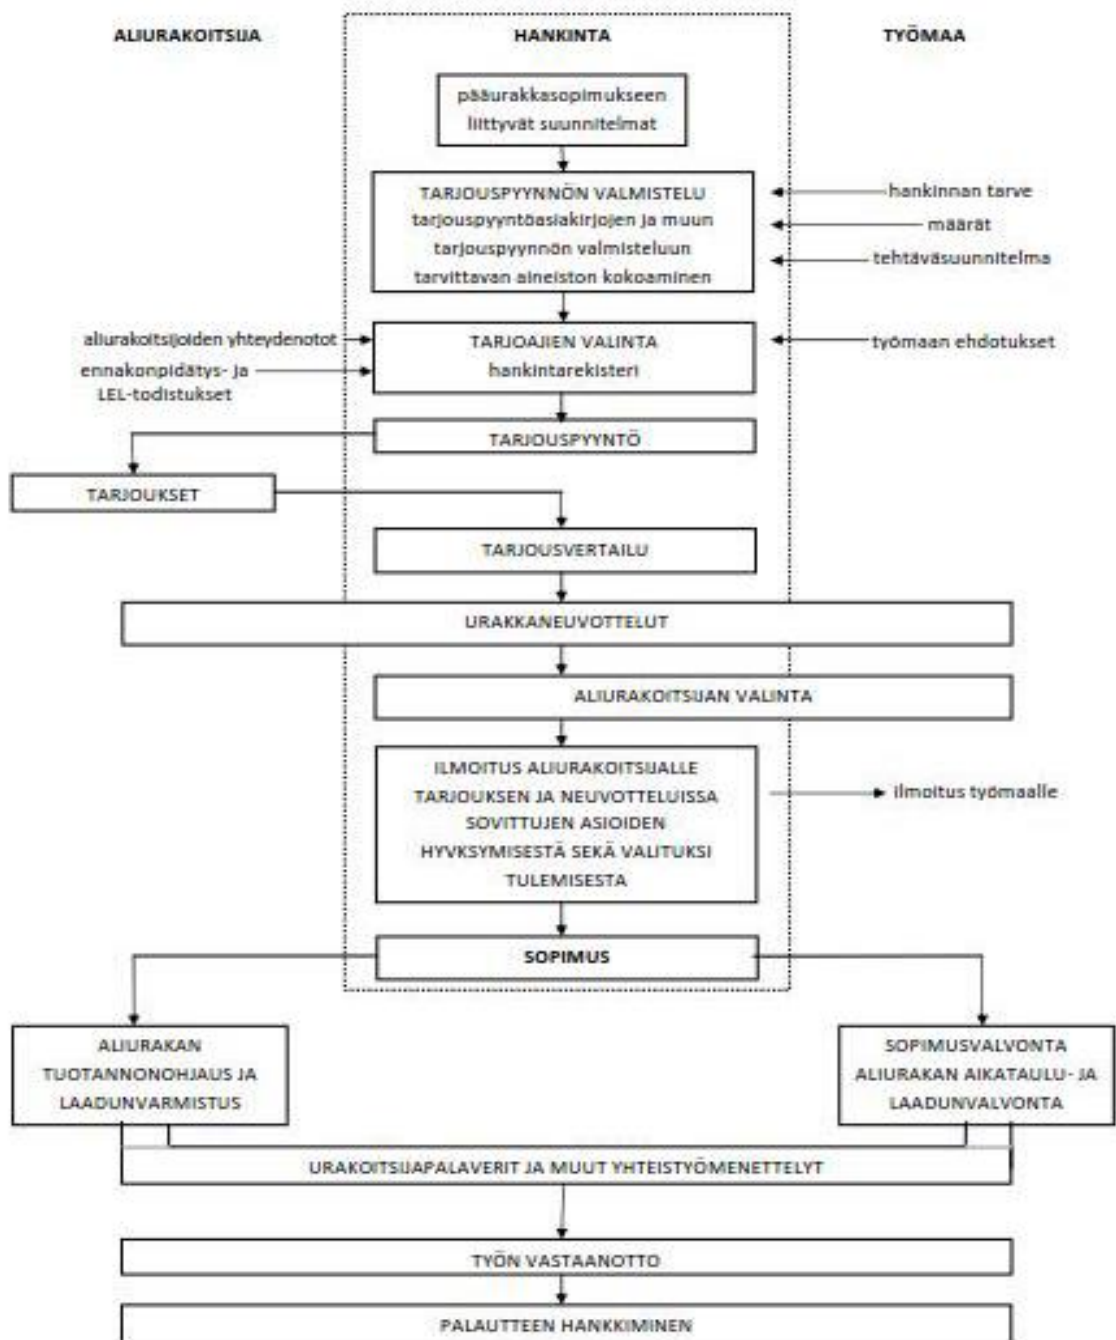 ALIURAKOITSIJA
HANKINTA
TYÖMAA
pääurakkasopimukseen
liittyvät suunnitelmat
TARJOUSPYYNNÖN VALMISTELU
tarjouspyyntöasiakirjojen ja muun
tarjouspyynnön valmisteluun
tarvittavan aineiston kokoaminen
hankinnan tarve
määrät
tehtäväsuunnitelma
aliurakoitsijoiden yhteydenotot
ennakonpidätys- ja
LEL-todistukset
TARJOAJIEN VALINTA
hankintarekisteri
työmaan ehdotukset
TARJOUSPYYNTÖ
TARJOUKSET
TARJOUSVERTAILU
URAKKANEUVOTTELUT
ALIURAKOITSIJAN VALINTA
ILMOITUS ALIURAKOITSIJALLE
TARJOUKSEN JA NEUVOTTELUISSA
SOVITTUJEN ASIOIDEN
HYVKSYMISESTÄ SEKÄ VALITUKSI
TULEMISESTA
ilmoitus työmaalle
SOPIMUS
ALIURAKAN
TUOTANNONOHJAUS JA
LAADUNVARMISTUS
SOPIMUSVALVONTA
ALIURAKAN AIKATAULU- JA
LAADUNVALVONTA
URAKOITSIJAPALAVERIT JA MUUT YHTEISTYÖMENETTELYT
TYÖN VASTAANOTTO
PALAUTTEEN HANKKIMINEN